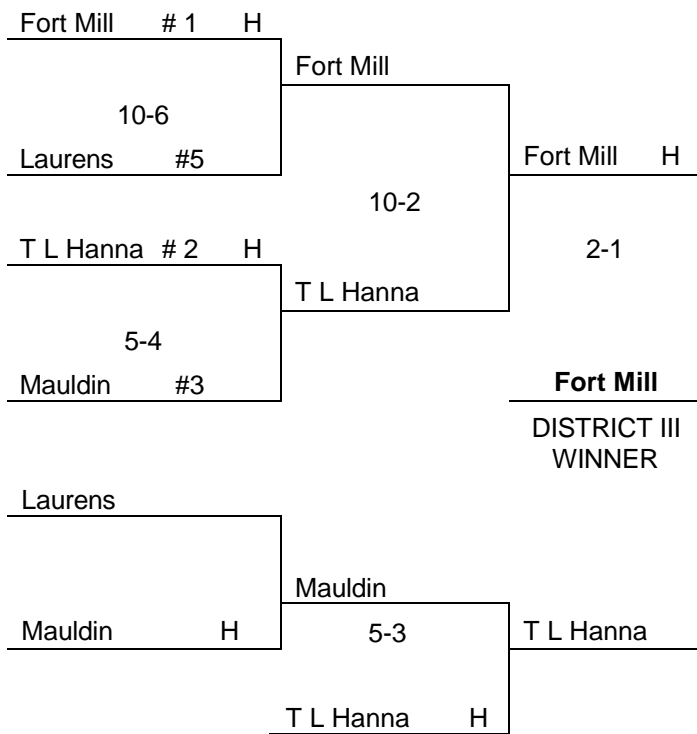 Fort Mill # 1 H
Fort Mill
10-6
Laurens #5
Fort Mill H
10-2
T L Hanna # 2 H
2-1
T L Hanna
5-4
Mauldin #3
Fort Mill
DISTRICT III
WINNER
Laurens
Mauldin
Mauldin H
5-3
T L Hanna
T L Hanna H